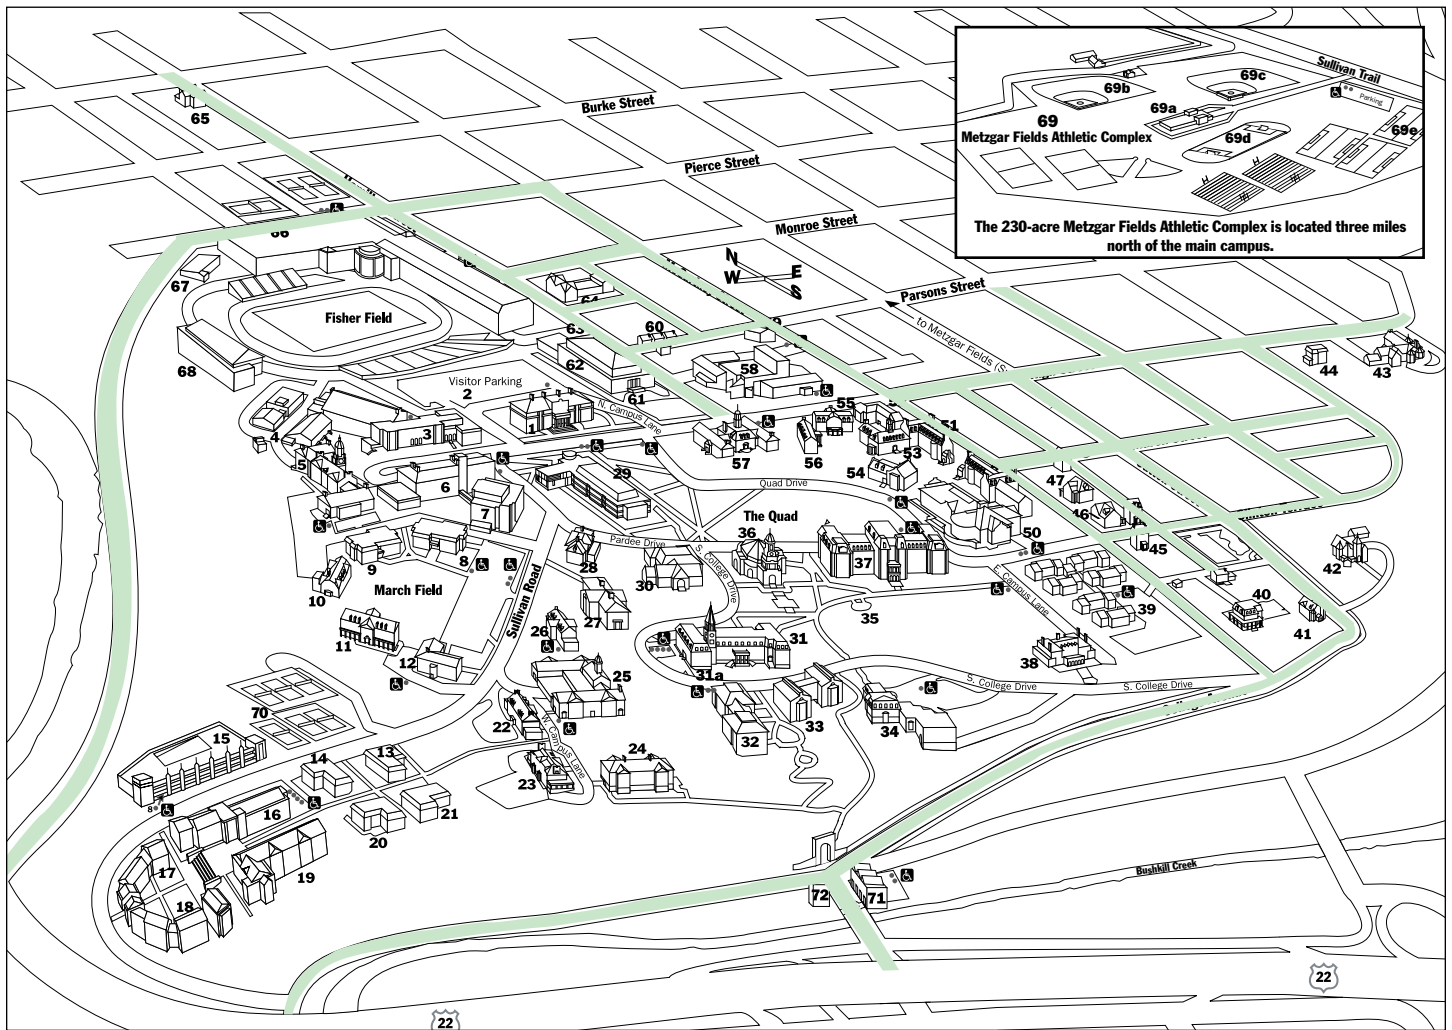 Sullivan Trail
Parking
69c
69b
69a
69
Metzgar Fields Athletic Complex
69d
69e
The 230-acre Metzgar Fields Athletic Complex is located three miles
north of the main campus.
Burke Street
65
Pierce Street
Monroe Street
N
W
E
S
Parsons Street
to Metzgar Fields
66
67
64
Fisher Field
63
60
62
58
68
44
43
Visitor Parking
2
61
N. Campus Lane
55
51
1
4
3
57
56
53
54
5
6
29
47
Quad Drive
7
The Quad
46
50
45
36
Pardee Drive
28
37
8
9
S. College Drive
30
42
10
March Field
Sullivan Road
E. Campus Lane
27
35
39
40
41
26
11
31
12
38
25
31a
S. College Drive
S. College Drive
70
22
W. Campus Lane
33
34
32
15
14
13
24
23
8
16
21
20
17
19
18
72
71
Bushkill Creek
22
22